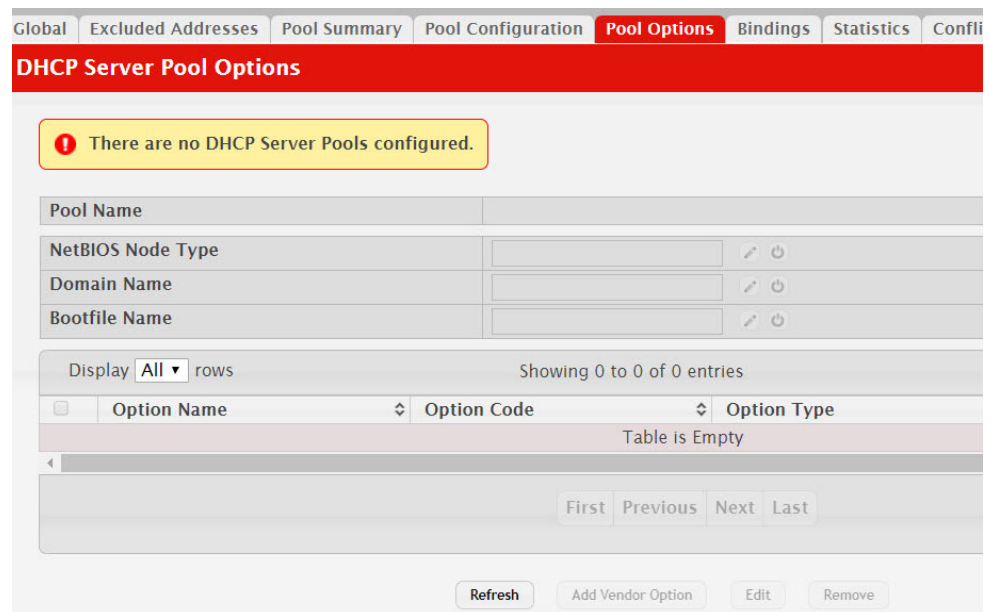 Global Excluded Addresses Pool Summary Pool Configuration Pool Options Bindings Statistics Confli
DHCP Server Pool Options
There are no DHCP Server Pools configured.
Pool Name
NetBIOS Node Type
Domain Name
Bootfile Name
Display All rows Showing 0 to 0 of 0 entries
Option Name Option Code Option Type
Table is Empty
First Previous Next Last
Refresh Add Vendor Option Edit Remove